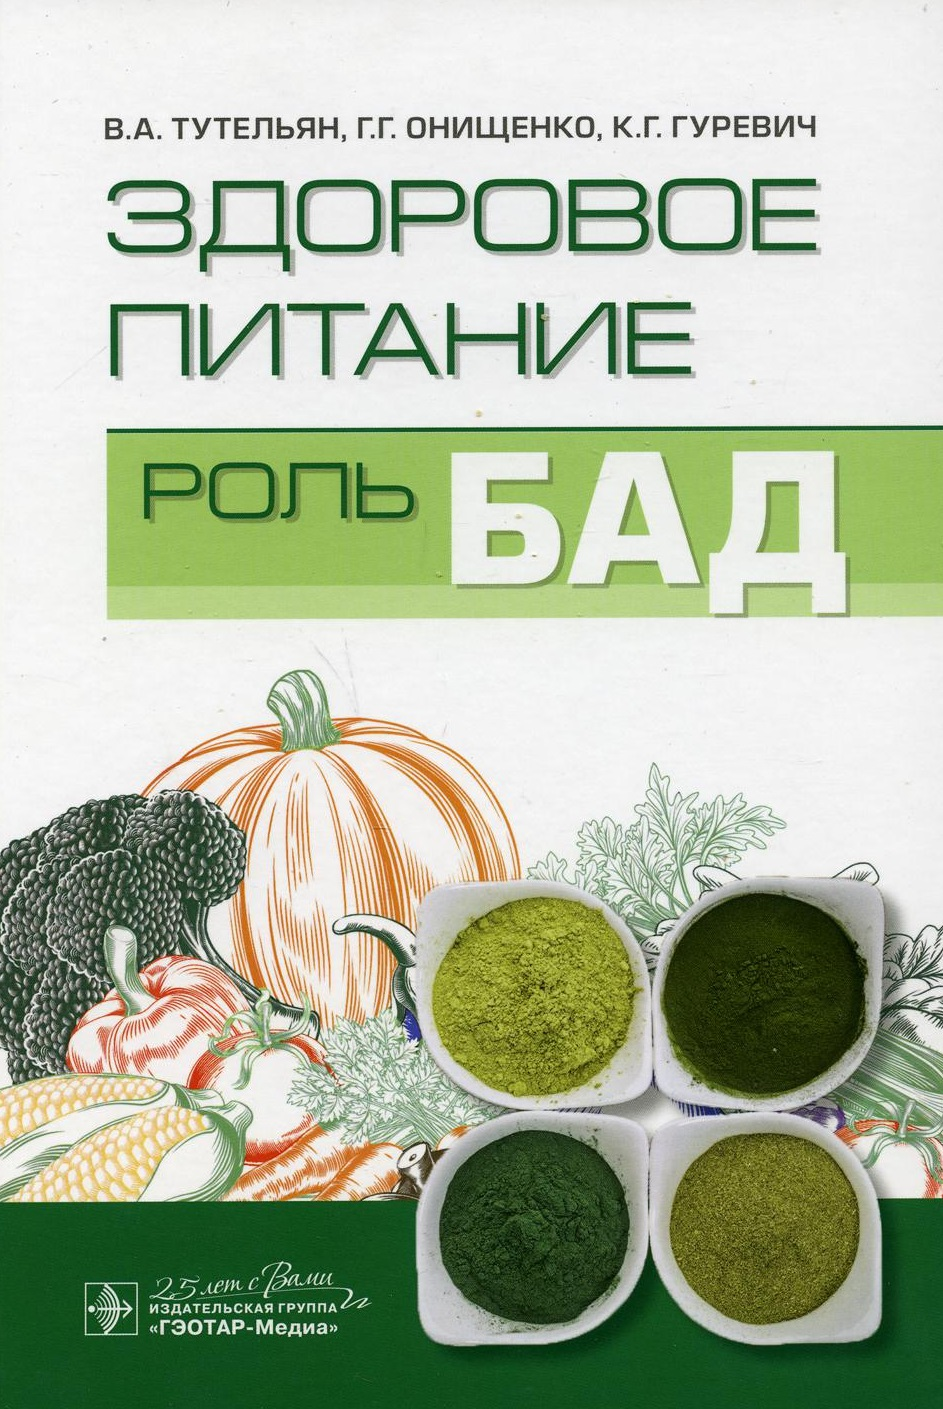 В.А. ТУТЕЛЬЯН, Г.Г. ОНИЩЕНКО, К.Г. ГУРЕВИЧ
ЗДОРОВОЕ
ПИТАНИЕ
РОЛЬ БАД
25 лет с Вами
ИЗДАТЕЛЬСКАЯ ГРУППА
«ГЭОТАР-Медиа»